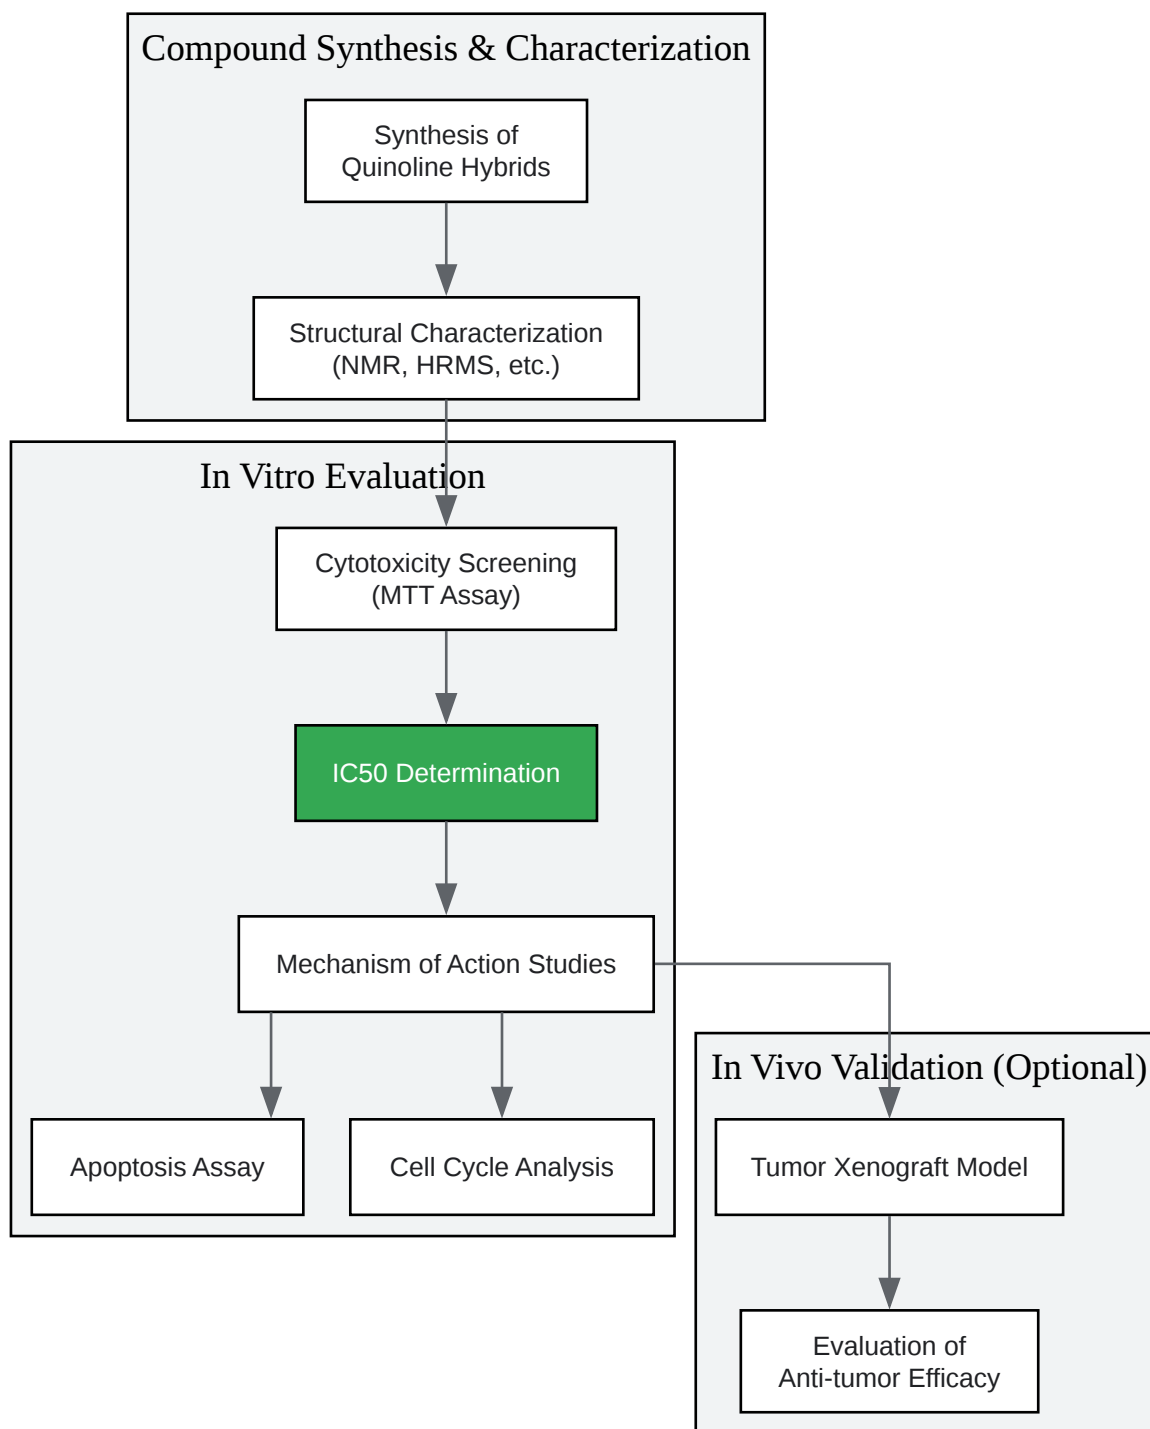 Compound Synthesis & Characterization
Synthesis of
Quinoline Hybrids
Structural Characterization
(NMR, HRMS, etc.)
In Vitro Evaluation
Cytotoxicity Screening
(MTT Assay)
IC50 Determination
Mechanism of Action Studies
Apoptosis Assay
Cell Cycle Analysis
In Vivo Validation (Optional)
Tumor Xenograft Model
Evaluation of
Anti-tumor Efficacy